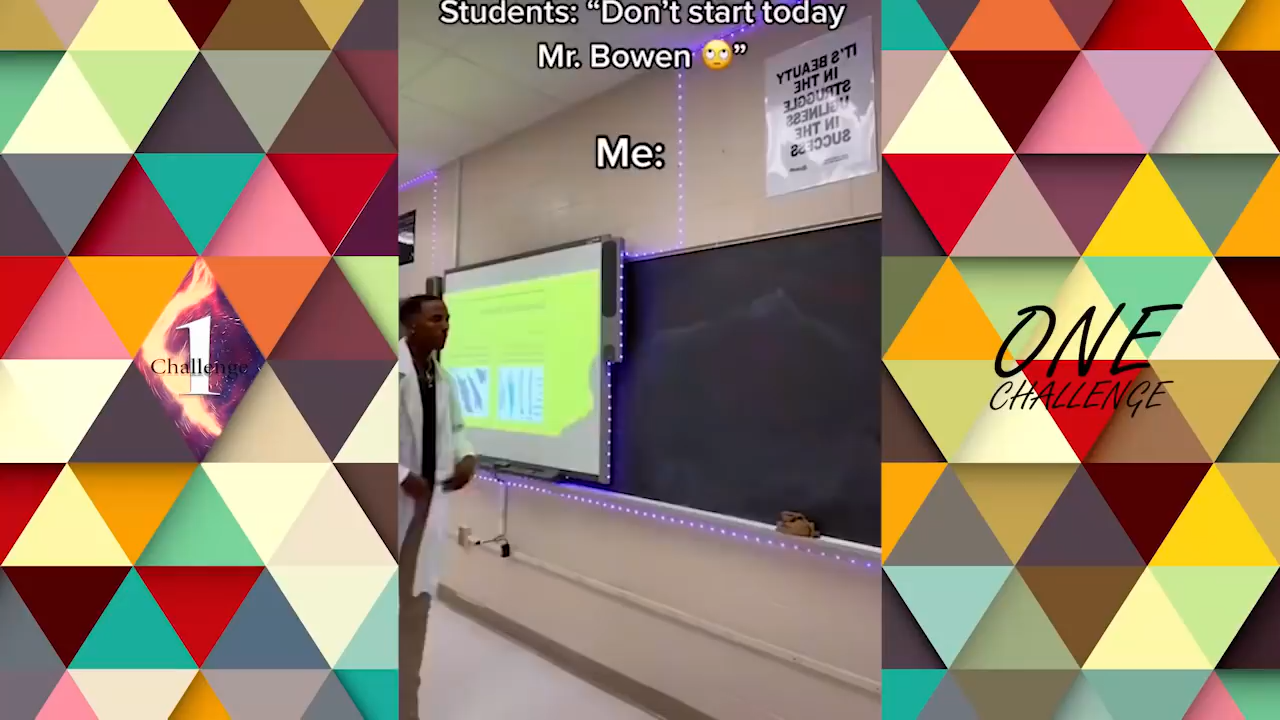 Students: “Don’t start today
Mr. Bowen 🙄”
Me:
IT'S BEAUTY
IN THE
STRUGGLE
UGLINESS
IN THE
SUCCESS
1
Challenge
ONE
CHALLENGE